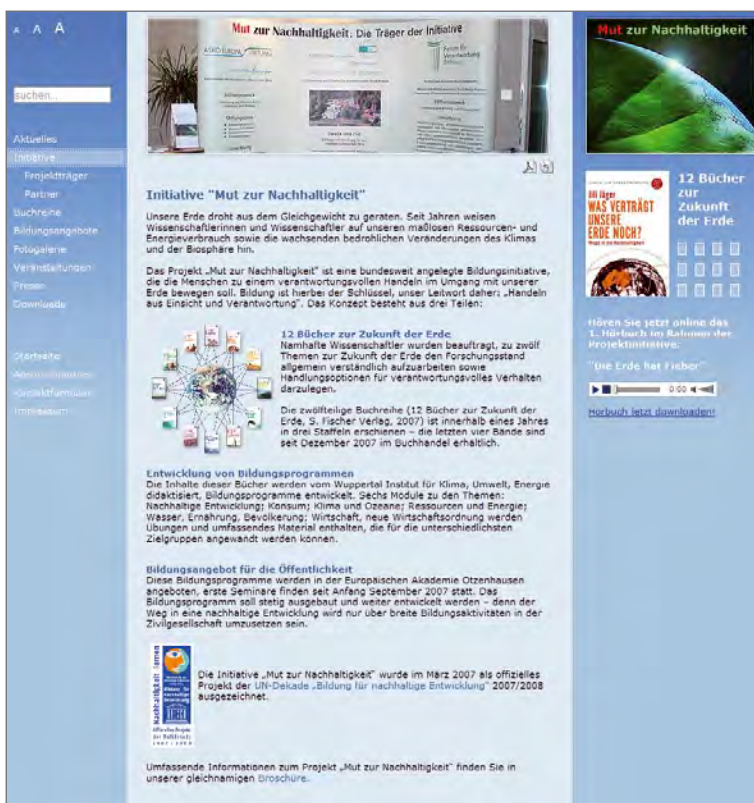 A A A
suchen...
Aktuelles
Initiative
Projektträger
Partner
Buchreihe
Bildungsangebote
Fotogalerie
Veranstaltungen
Presse
Downloads
Startseite
Kontaktformular
Impressum
Mut zur Nachhaltigkeit: Die Träger der Initiative
ASKO EUROPA-STIFTUNG
Forum für
Verantwortung
Initiative "Mut zur Nachhaltigkeit"
Unsere Erde droht aus dem Gleichgewicht zu geraten. Seit Jahren weisen
Wissenschaftlerinnen und Wissenschaftler auf unseren maßlosen Ressourcen- und
Energieverbrauch sowie die wachsenden bedrohlichen Veränderungen des Klimas
und der Biosphäre hin.
Das Projekt „Mut zur Nachhaltigkeit" ist eine bundesweit angelegte Bildungsinitiative,
die die Menschen zu einem verantwortungsvollen Handeln im Umgang mit unserer
Erde bewegen soll. Bildung ist hierbei der Schlüssel, unser Leitwort daher: „Handeln
aus Einsicht und Verantwortung". Das Konzept besteht aus drei Teilen:
12 Bücher zur Zukunft der Erde
Namhafte Wissenschaftler wurden beauftragt, zu zwölf
Themen zur Zukunft der Erde den Forschungsstand
allgemein verständlich aufzuarbeiten sowie
Handlungsoptionen für verantwortungsvolles Verhalten
darzulegen.
Die zwölfteilige Buchreihe (12 Bücher zur Zukunft der
Erde, S. Fischer Verlag, 2007) ist innerhalb eines Jahres
in drei Staffeln erschienen – die letzten vier Bände sind
seit Dezember 2007 im Buchhandel erhältlich.
Entwicklung von Bildungsprogrammen
Die Inhalte dieser Bücher werden vom Wuppertal Institut für Klima, Umwelt, Energie
didaktisiert, Bildungsprogramme entwickelt. Sechs Module zu den Themen:
Nachhaltige Entwicklung; Konsum; Klima und Ozeane; Ressourcen und Energie;
Wasser, Ernährung, Bevölkerung; Wirtschaft, neue Wirtschaftsordnung werden
Übungen und umfassendes Material enthalten, die für die unterschiedlichsten
Zielgruppen angewandt werden können.
Bildungsangebot für die Öffentlichkeit
Diese Bildungsprogramme werden in der Europäischen Akademie Otzenhausen
angeboten, erste Seminare finden seit Anfang September 2007 statt. Das
Bildungsprogramm soll stetig ausgebaut und weiter entwickelt werden – denn der
Weg in eine nachhaltige Entwicklung wird nur über breite Bildungsaktivitäten in der
Zivilgesellschaft umzusetzen sein.
Nachhaltigkeit lernen
Die Initiative „Mut zur Nachhaltigkeit" wurde im März 2007 als offizielles
Projekt der UN-Dekade „Bildung für nachhaltige Entwicklung" 2007/2008
ausgezeichnet.
Umfassende Informationen zum Projekt „Mut zur Nachhaltigkeit" finden Sie in
unserer gleichnamigen Broschüre.
Mut zur Nachhaltigkeit
Jill Jäger
WAS VERTRÄGT
UNSERE
ERDE NOCH?
12 Bücher
zur
Zukunft
der Erde
Hören Sie jetzt online das
1. Hörbuch im Rahmen der
Projektinitiative:
"Die Erde hat Fieber"
0:00
Hörbuch jetzt downloaden!